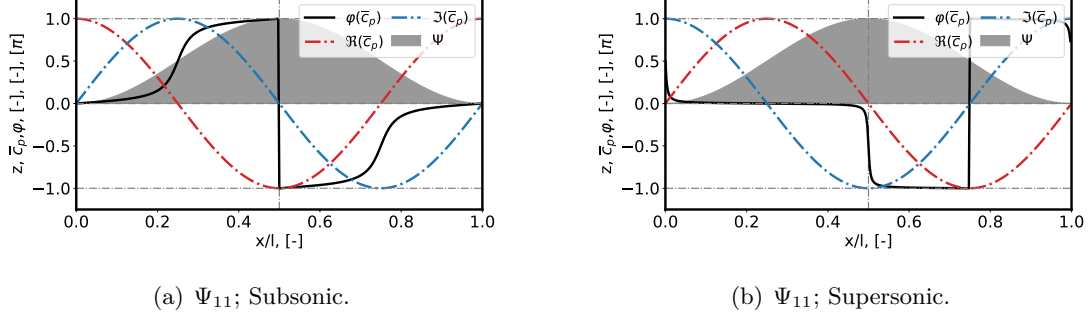 z, c̅ₚ,φ, [-], [-], [π]
1.0
0.5
0.0
−0.5
−1.0
φ(c̅ₚ)
ℜ(c̅ₚ)
ℑ(c̅ₚ)
Ψ
0.0 0.2 0.4 0.6 0.8 1.0
x/l, [-]
(a) Ψ₁₁; Subsonic.
z, c̅ₚ,φ, [-], [-], [π]
1.0
0.5
0.0
−0.5
−1.0
φ(c̅ₚ)
ℜ(c̅ₚ)
ℑ(c̅ₚ)
Ψ
0.0 0.2 0.4 0.6 0.8 1.0
x/l, [-]
(b) Ψ₁₁; Supersonic.